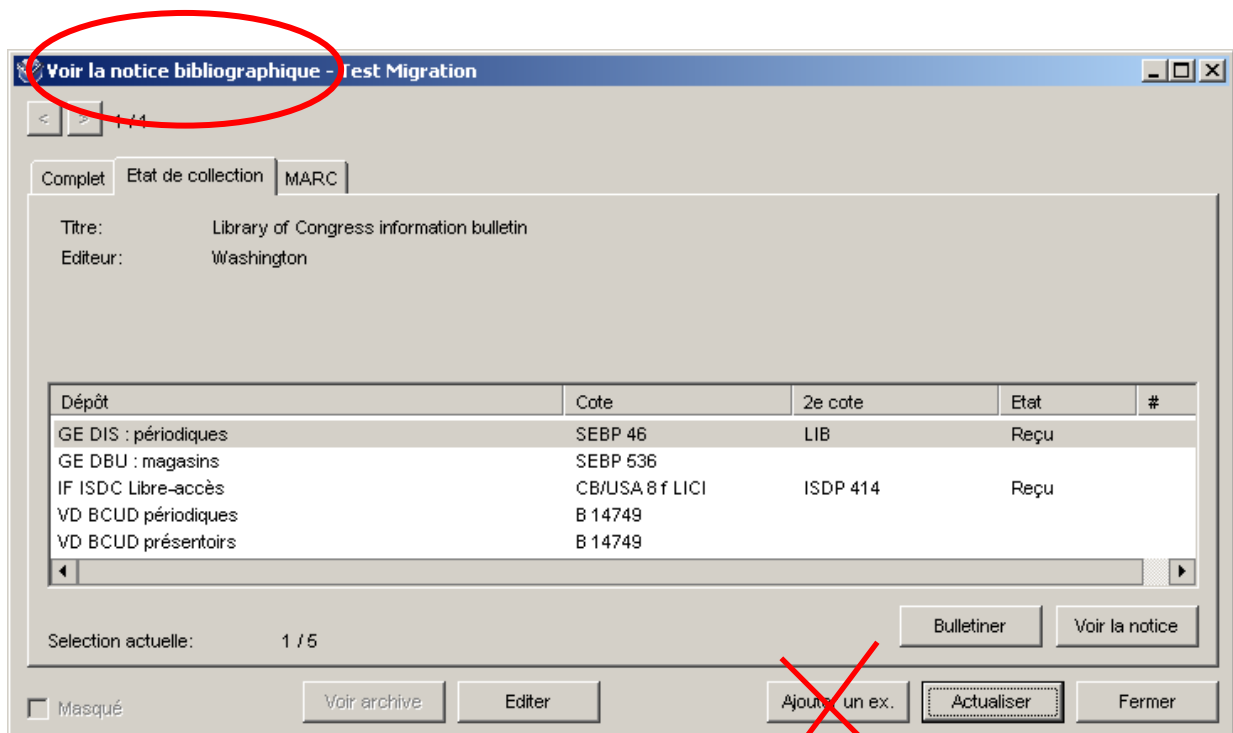 Voir la notice bibliographique - Test Migration
< > 1 / 1
Complet Etat de collection MARC
Titre: Library of Congress information bulletin
Editeur: Washington
Dépôt Cote 2e cote Etat #
GE DIS : périodiques SEBP 46 LIB Reçu
GE DBU : magasins SEBP 536
IF ISDC Libre-accès CB/USA 8 f LICI ISDP 414 Reçu
VD BCUD périodiques B 14749
VD BCUD présentoirs B 14749
Bulletiner Voir la notice
Selection actuelle: 1 / 5
Masqué Voir archive Editer Ajouter un ex. Actualiser Fermer